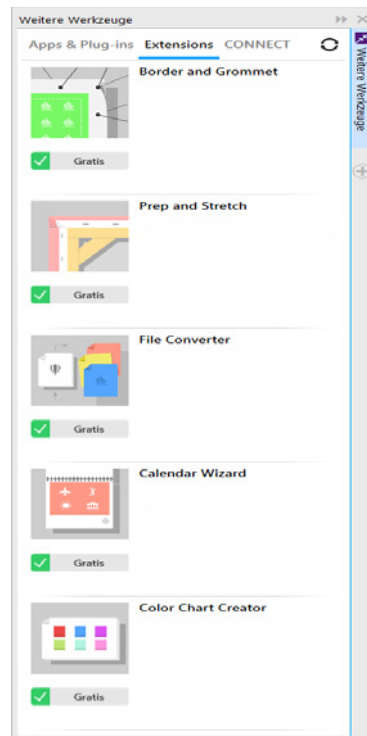 Weitere Werkzeuge
Apps & Plug-ins Extensions CONNECT
Border and Grommet
Gratis
Prep and Stretch
Gratis
File Converter
Gratis
Calendar Wizard
Gratis
Color Chart Creator
Gratis
Weitere Werkzeuge